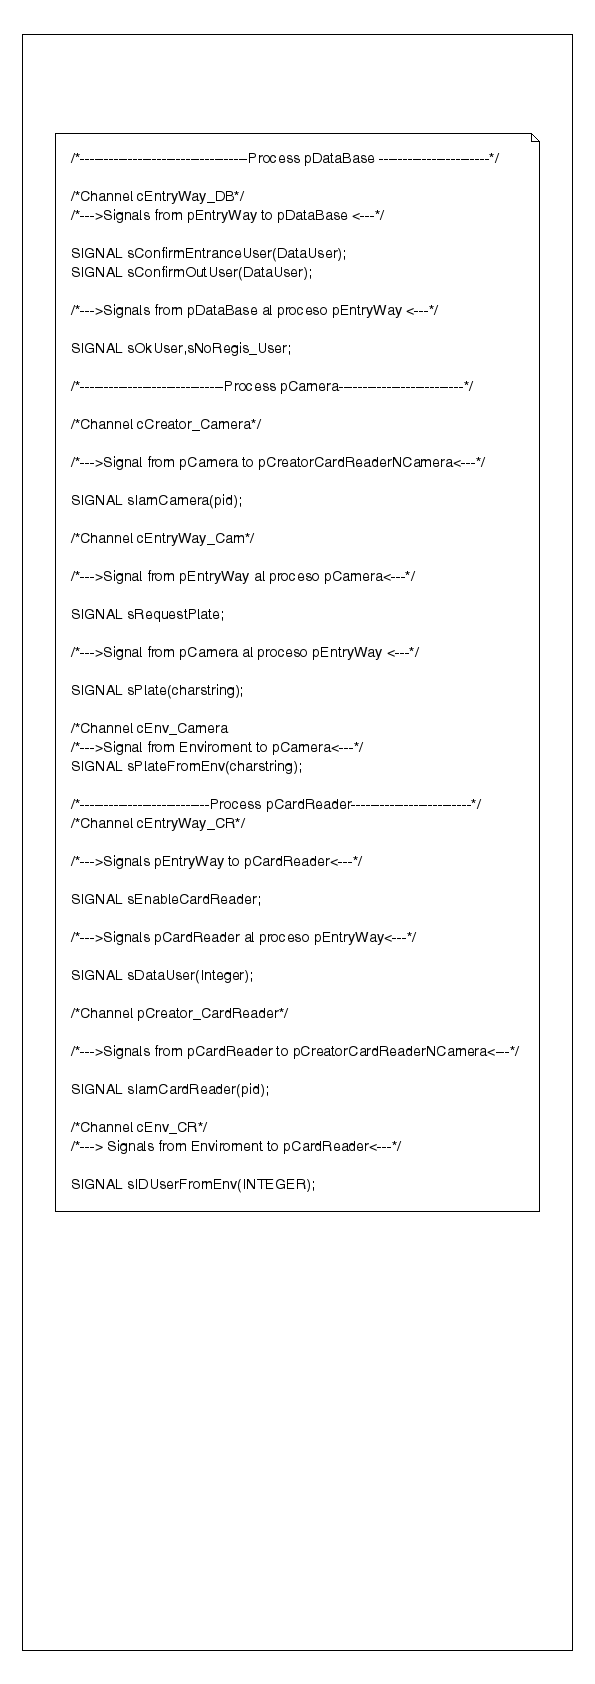 /*-----------------------------------Process pDataBase -----------------------*/
/*Channel cEntryWay_DB*/
/*--->Signals from pEntryWay to pDataBase <---*/
SIGNAL sConfirmEntranceUser(DataUser);
SIGNAL sConfirmOutUser(DataUser);
/*--->Signals from pDataBase al proceso pEntryWay <---*/
SIGNAL sOkUser,sNoRegis_User;
/*------------------------------Process pCamera--------------------------*/
/*Channel cCreator_Camera*/
/*--->Signal from pCamera to pCreatorCardReaderNCamera<---*/
SIGNAL sIamCamera(pid);
/*Channel cEntryWay_Cam*/
/*--->Signal from pEntryWay al proceso pCamera<---*/
SIGNAL sRequestPlate;
/*--->Signal from pCamera al proceso pEntryWay <---*/
SIGNAL sPlate(charstring);
/*Channel cEnv_Camera
/*--->Signal from Enviroment to pCamera<---*/
SIGNAL sPlateFromEnv(charstring);
/*---------------------------Process pCardReader-------------------------*/
/*Channel cEntryWay_CR*/
/*--->Signals pEntryWay to pCardReader<---*/
SIGNAL sEnableCardReader;
/*--->Signals pCardReader al proceso pEntryWay<---*/
SIGNAL sDataUser(Integer);
/*Channel pCreator_CardReader*/
/*--->Signals from pCardReader to pCreatorCardReaderNCamera<---*/
SIGNAL sIamCardReader(pid);
/*Channel cEnv_CR*/
/*---> Signals from Enviroment to pCardReader<---*/
SIGNAL sIDUserFromEnv(INTEGER);